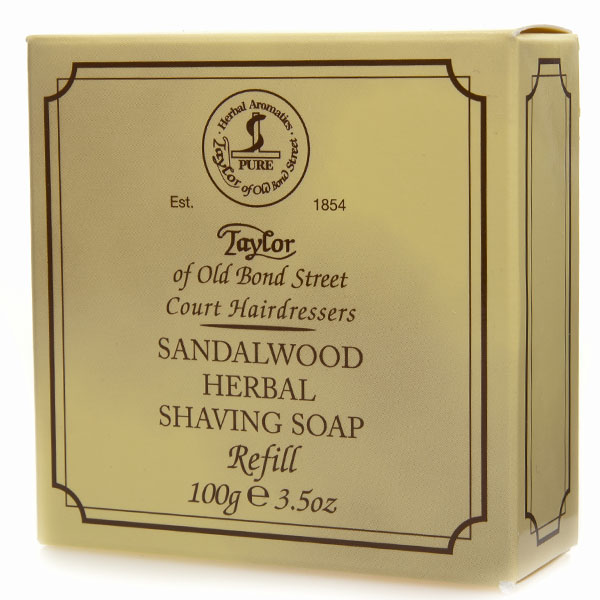 Herbal Aromatics
PURE
Taylor of Old Bond Street
Est. 1854
Taylor
of Old Bond Street
Court Hairdressers
SANDALWOOD
HERBAL
SHAVING SOAP
Refill
100g ℮ 3.5oz